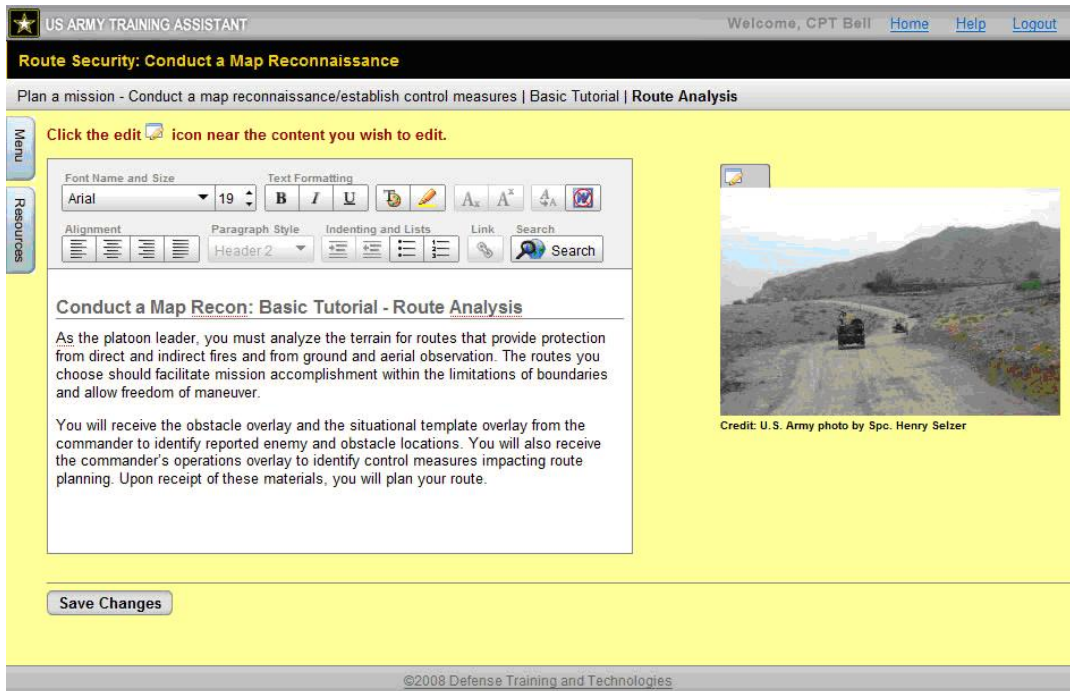 US ARMY TRAINING ASSISTANT
Welcome, CPT Bell Home Help Logout
Route Security: Conduct a Map Reconnaissance
Plan a mission - Conduct a map reconnaissance/establish control measures | Basic Tutorial | Route Analysis
Menu
Resources
Click the edit icon near the content you wish to edit.
Font Name and Size Text Formatting
Arial 19 B I U
Alignment Paragraph Style Indenting and Lists Link Search
Header 2 Search
Conduct a Map Recon: Basic Tutorial - Route Analysis
As the platoon leader, you must analyze the terrain for routes that provide protection
from direct and indirect fires and from ground and aerial observation. The routes you
choose should facilitate mission accomplishment within the limitations of boundaries
and allow freedom of maneuver.
You will receive the obstacle overlay and the situational template overlay from the
commander to identify reported enemy and obstacle locations. You will also receive
the commander's operations overlay to identify control measures impacting route
planning. Upon receipt of these materials, you will plan your route.
Credit: U.S. Army photo by Spc. Henry Selzer
Save Changes
©2008 Defense Training and Technologies